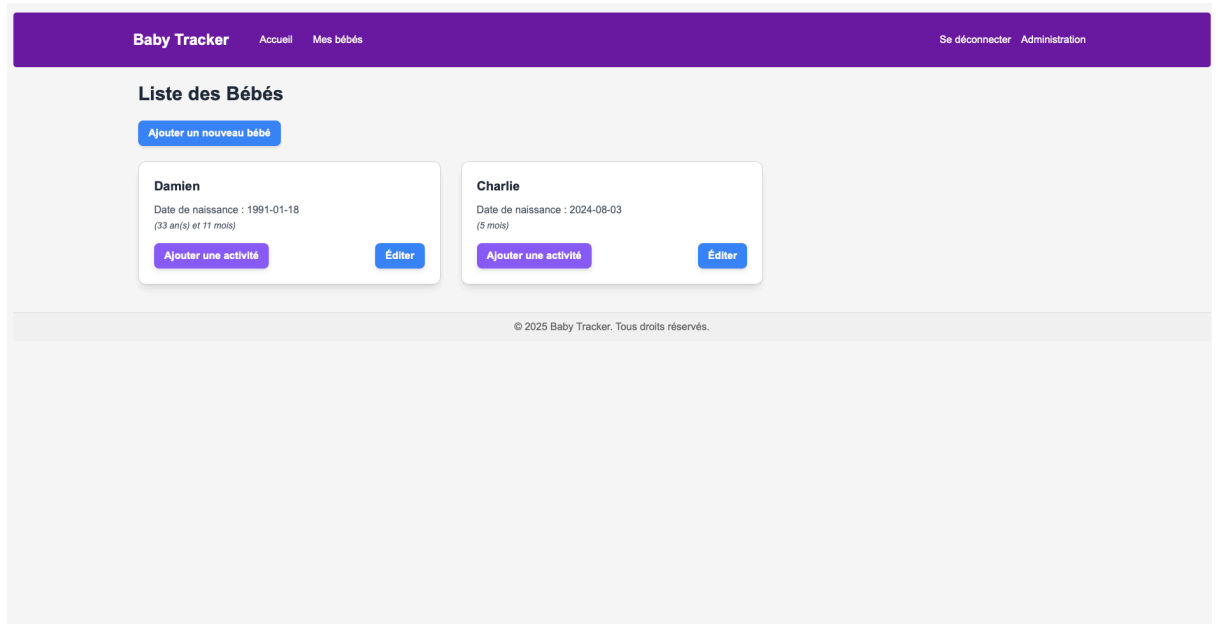 Baby Tracker Accueil Mes bébés Se déconnecter Administration
Liste des Bébés
Ajouter un nouveau bébé
Damien
Date de naissance : 1991-01-18
(33 an(s) et 11 mois)
Ajouter une activité Éditer
Charlie
Date de naissance : 2024-08-03
(5 mois)
Ajouter une activité Éditer
© 2025 Baby Tracker. Tous droits réservés.